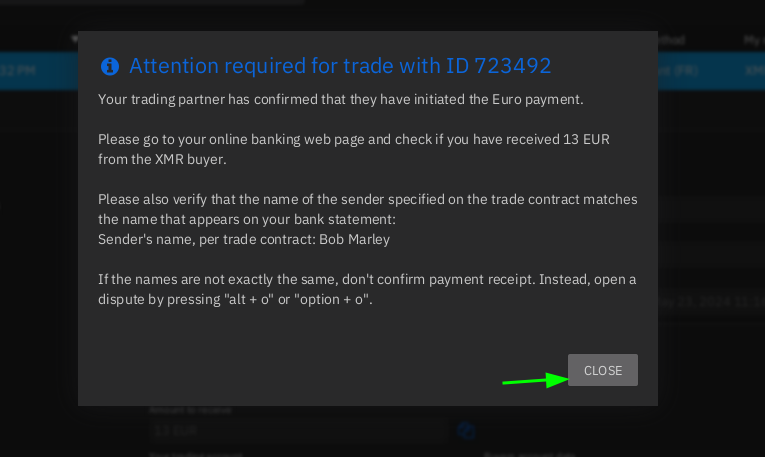 Attention required for trade with ID 723492
Your trading partner has confirmed that they have initiated the Euro payment.
Please go to your online banking web page and check if you have received 13 EUR
from the XMR buyer.
Please also verify that the name of the sender specified on the trade contract matches
the name that appears on your bank statement:
Sender's name, per trade contract: Bob Marley
If the names are not exactly the same, don't confirm payment receipt. Instead, open a
dispute by pressing "alt + o" or "option + o".
CLOSE
13 EUR